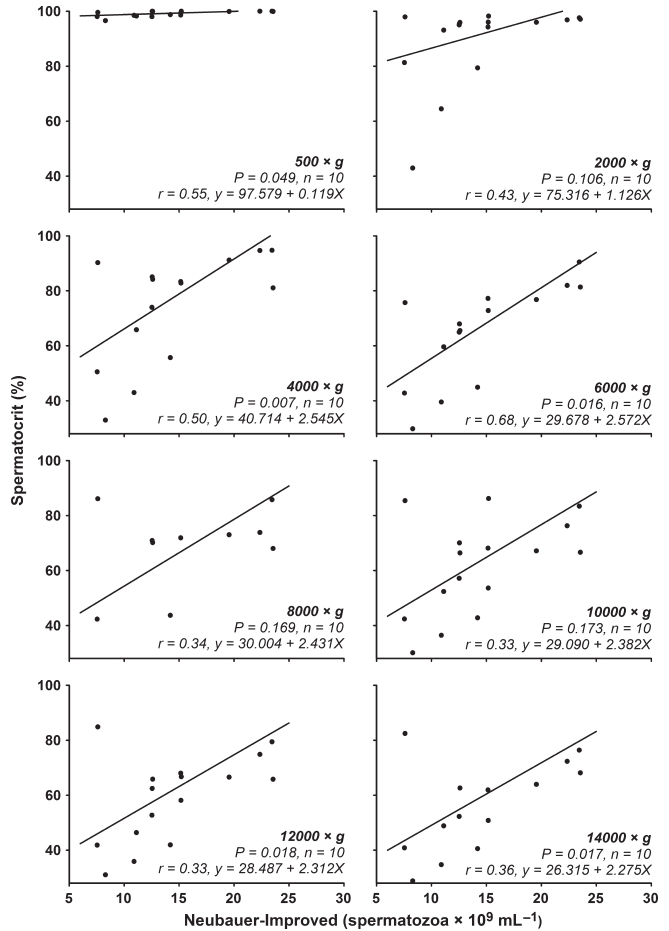 100
80
60
40
500 × g
P = 0.049, n = 10
r = 0.55, y = 97.579 + 0.119X
2000 × g
P = 0.106, n = 10
r = 0.43, y = 75.316 + 1.126X
100
80
60
40
4000 × g
P = 0.007, n = 10
r = 0.50, y = 40.714 + 2.545X
6000 × g
P = 0.016, n = 10
r = 0.68, y = 29.678 + 2.572X
Spermatocrit (%)
100
80
60
40
8000 × g
P = 0.169, n = 10
r = 0.34, y = 30.004 + 2.431X
10000 × g
P = 0.173, n = 10
r = 0.33, y = 29.090 + 2.382X
100
80
60
40
12000 × g
P = 0.018, n = 10
r = 0.33, y = 28.487 + 2.312X
14000 × g
P = 0.017, n = 10
r = 0.36, y = 26.315 + 2.275X
5 10 15 20 25 30 5 10 15 20 25 30
Neubauer-Improved (spermatozoa × 10⁹ mL⁻¹)